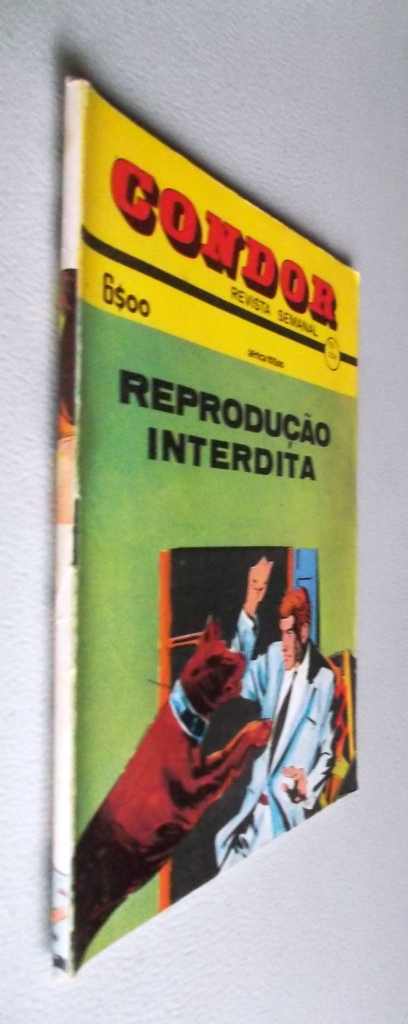 CONDOR
REVISTA SEMANAL
6$00
REPRODUÇÃO
INTERDITA